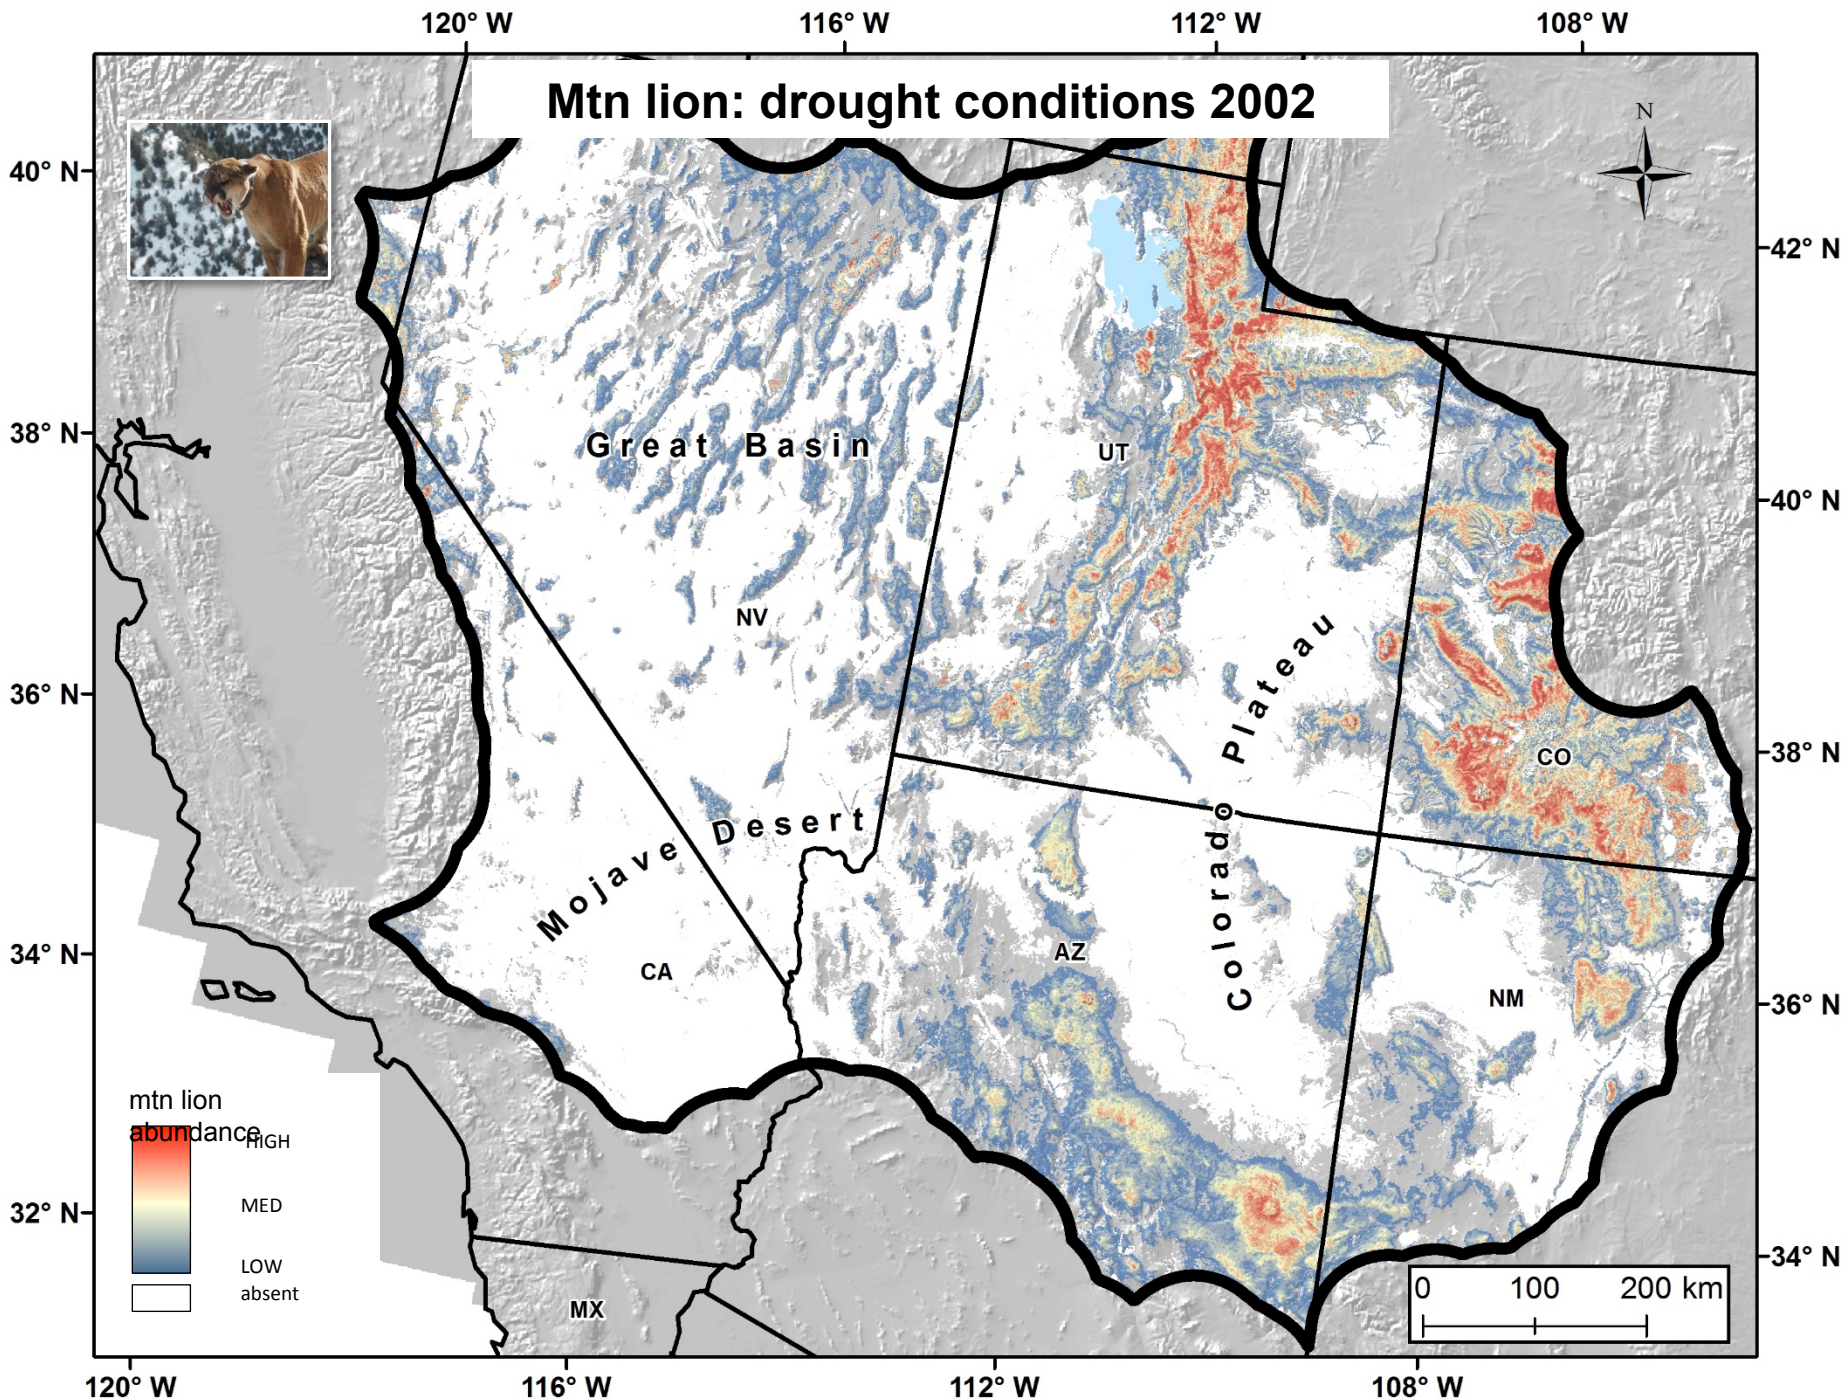 120° W 116° W 112° W 108° W
Mtn lion: drought conditions 2002
N
40° N
42° N
38° N
Great Basin
UT
40° N
NV
36° N
Colorado Plateau
CO
38° N
Mojave Desert
34° N
AZ
CA
NM
36° N
mtn lion
abundance
HIGH
MED
32° N
LOW
absent
34° N
0 100 200 km
MX
120° W 116° W 112° W 108° W